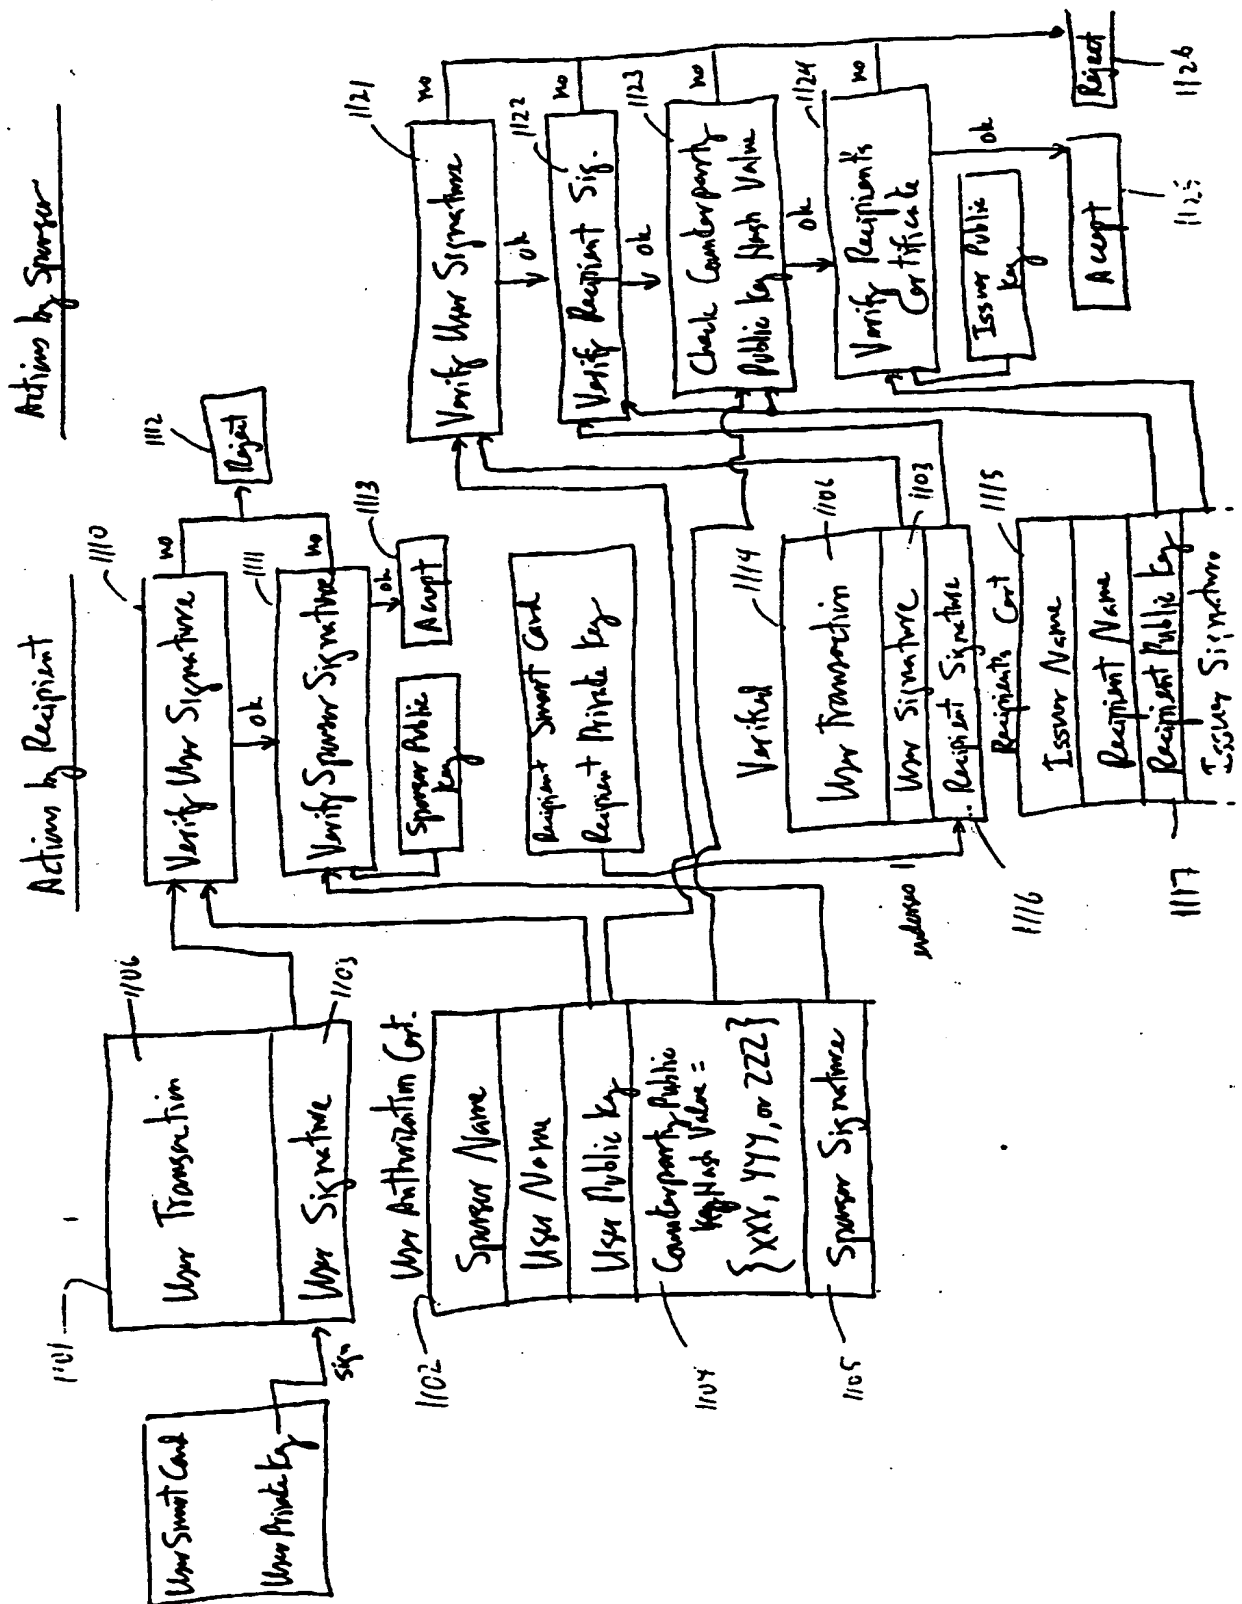 Actions by Recipient
Actions by Sponsor
User Smart Card
User Private Key
sign
1101
User Transaction
1106
User Signature
1103
User Authorization Cert.
1102
Sponsor Name
User Name
User Public Key
Counterparty Public
Key Hash Value =
{XXX, YYY, or ZZZ}
1104
Sponsor Signature
1105
1110
Verify User Signature
no
ok
1111
Verify Sponsor Signature
no
ok
1112
Reject
1113
Accept
Sponsor Public
Key
Recipient Smart Card
Recipient Private Key
Verified
1114
User Transaction
1106
User Signature
1103
Recipient Signature
endorse
1116
Recipients Cert
1115
Issuer Name
Recipient Name
Recipient Public Key
1117
Issuer Signature
1121
Verify User Signature
no
ok
1122
Verify Recipient Sig.
no
ok
1123
Check Counterparty
Public Key Hash Value
no
ok
1124
Verify Recipient's
Certificate
no
ok
Issuer Public
Key
Accept
1125
Reject
1126